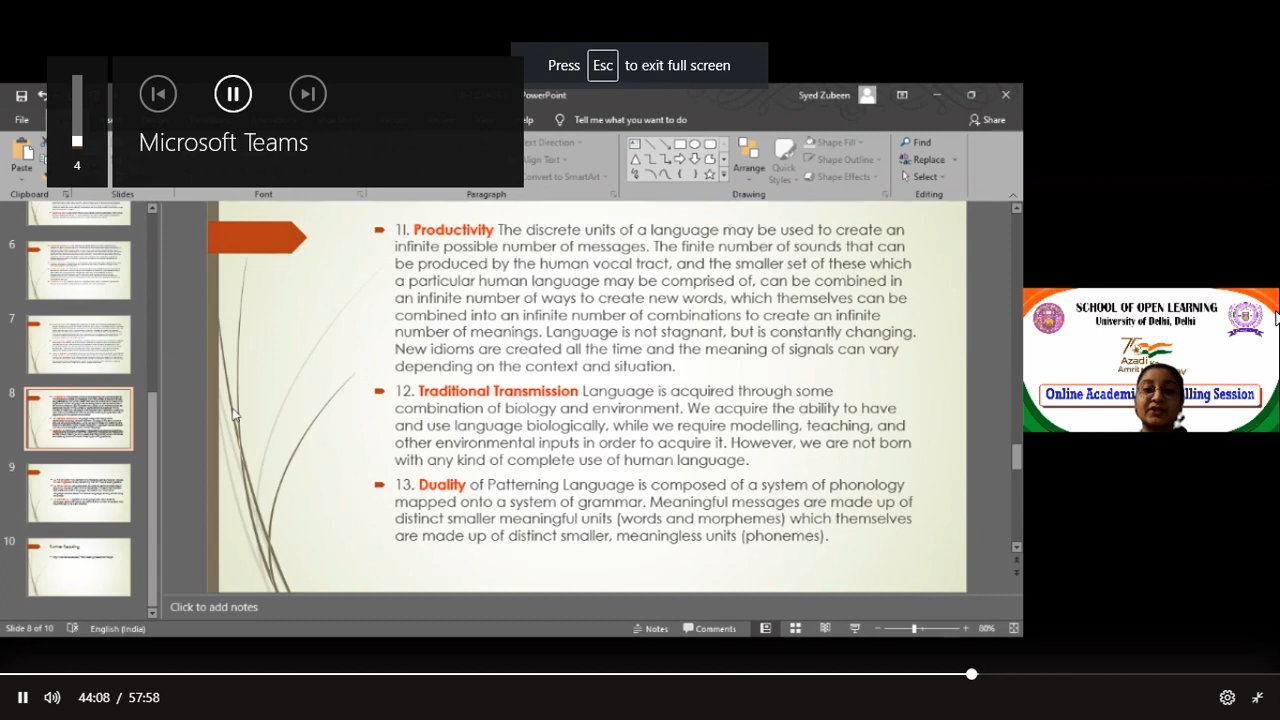 Press Esc to exit full screen
Microsoft Teams
4
PowerPoint
Syed Zubeen
File
Tell me what you want to do
Share
Paste
Text Direction
Align Text
Convert to SmartArt
Arrange
Quick
Styles
Shape Fill
Shape Outline
Shape Effects
Find
Replace
Select
Clipboard
Slides
Font
Paragraph
Drawing
Editing
6
7
8
9
10
Further Reading
11. Productivity The discrete units of a language may be used to create an
infinite possible number of messages. The finite number of sounds that can
be produced by the human vocal tract, and the smaller set of these which
a particular human language may be comprised of, can be combined in
an infinite number of ways to create new words, which themselves can be
combined into an infinite number of combinations to create an infinite
number of meanings. Language is not stagnant, but is constantly changing.
New idioms are created all the time and the meaning of signals can vary
depending on the context and situation.
12. Traditional Transmission Language is acquired through some
combination of biology and environment. We acquire the ability to have
and use language biologically, while we require modelling, teaching, and
other environmental inputs in order to acquire it. However, we are not born
with any kind of complete use of human language.
13. Duality of Patterning Language is composed of a system of phonology
mapped onto a system of grammar. Meaningful messages are made up of
distinct smaller meaningful units (words and morphemes) which themselves
are made up of distinct smaller, meaningless units (phonemes).
SCHOOL OF OPEN LEARNING
University of Delhi, Delhi
75
Azadi
Amrit
Online Academi
lling Session
Click to add notes
Slide 8 of 10
English (India)
Notes
Comments
80%
44:08 / 57:58